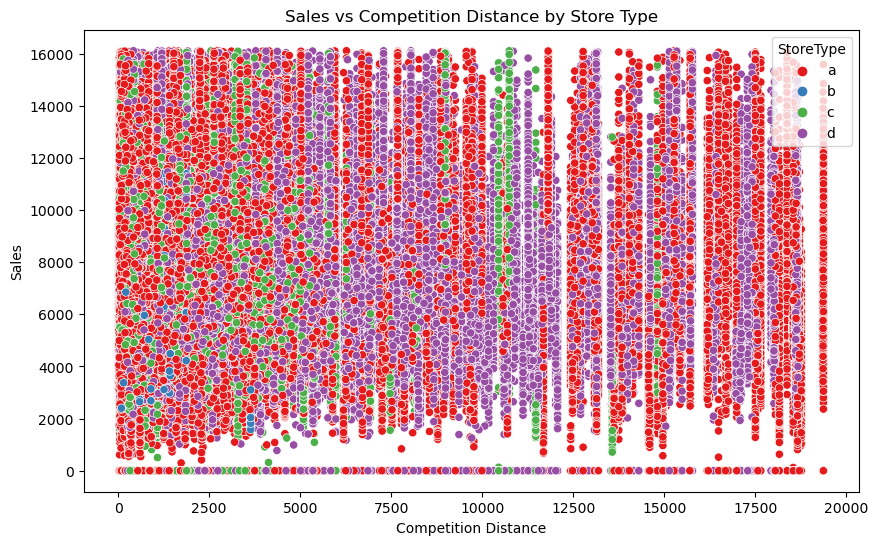 Sales vs Competition Distance by Store Type
StoreType
a
b
c
d
16000
14000
12000
10000
8000
6000
4000
2000
0
Sales
0 2500 5000 7500 10000 12500 15000 17500 20000
Competition Distance